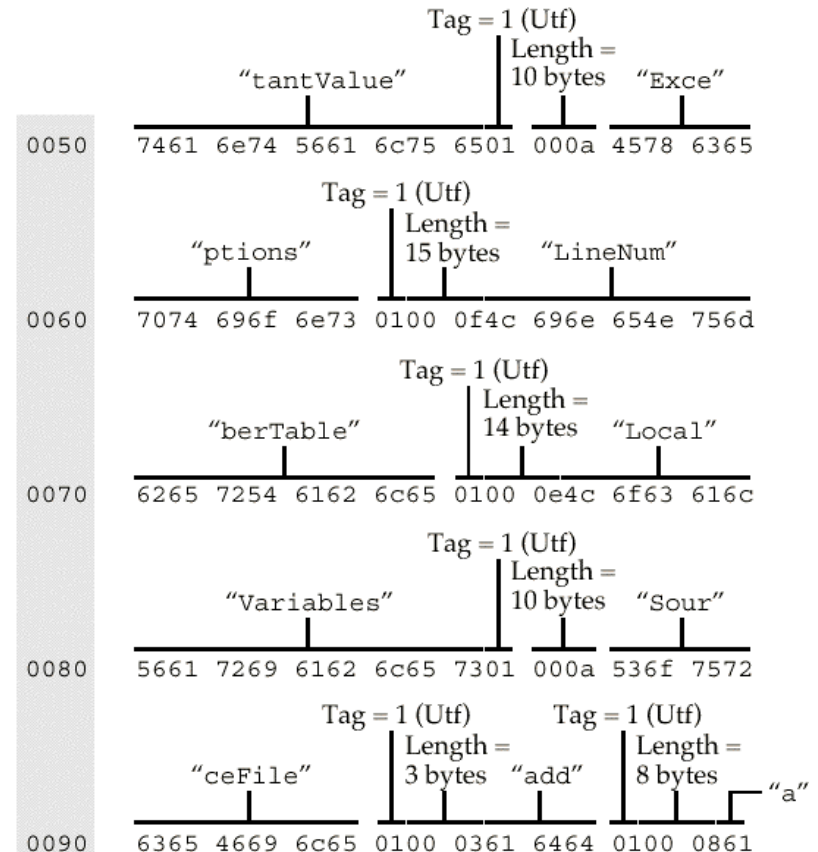 Tag = 1 (Utf)
Length =
10 bytes
“tantValue” “Exce”
0050 7461 6e74 5661 6c75 6501 000a 4578 6365
Tag = 1 (Utf)
Length =
15 bytes
“ptions” “LineNum”
0060 7074 696f 6e73 0100 0f4c 696e 654e 756d
Tag = 1 (Utf)
Length =
14 bytes
“berTable” “Local”
0070 6265 7254 6162 6c65 0100 0e4c 6f63 616c
Tag = 1 (Utf)
Length =
10 bytes
“Variables” “Sour”
0080 5661 7269 6162 6c65 7301 000a 536f 7572
Tag = 1 (Utf) Tag = 1 (Utf)
Length = Length =
“ceFile” 3 bytes “add” 8 bytes “a”
0090 6365 4669 6c65 0100 0361 6464 0100 0861